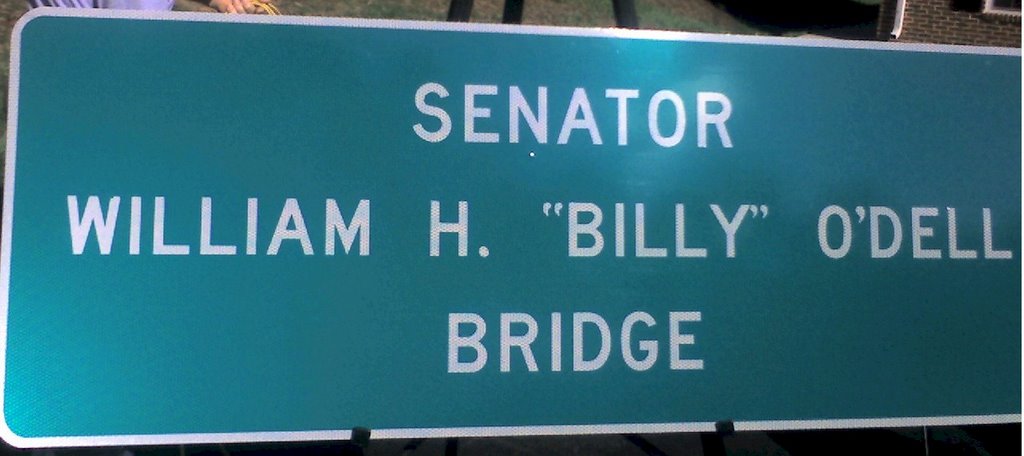 SENATOR
WILLIAM H. “BILLY” O'DELL
BRIDGE